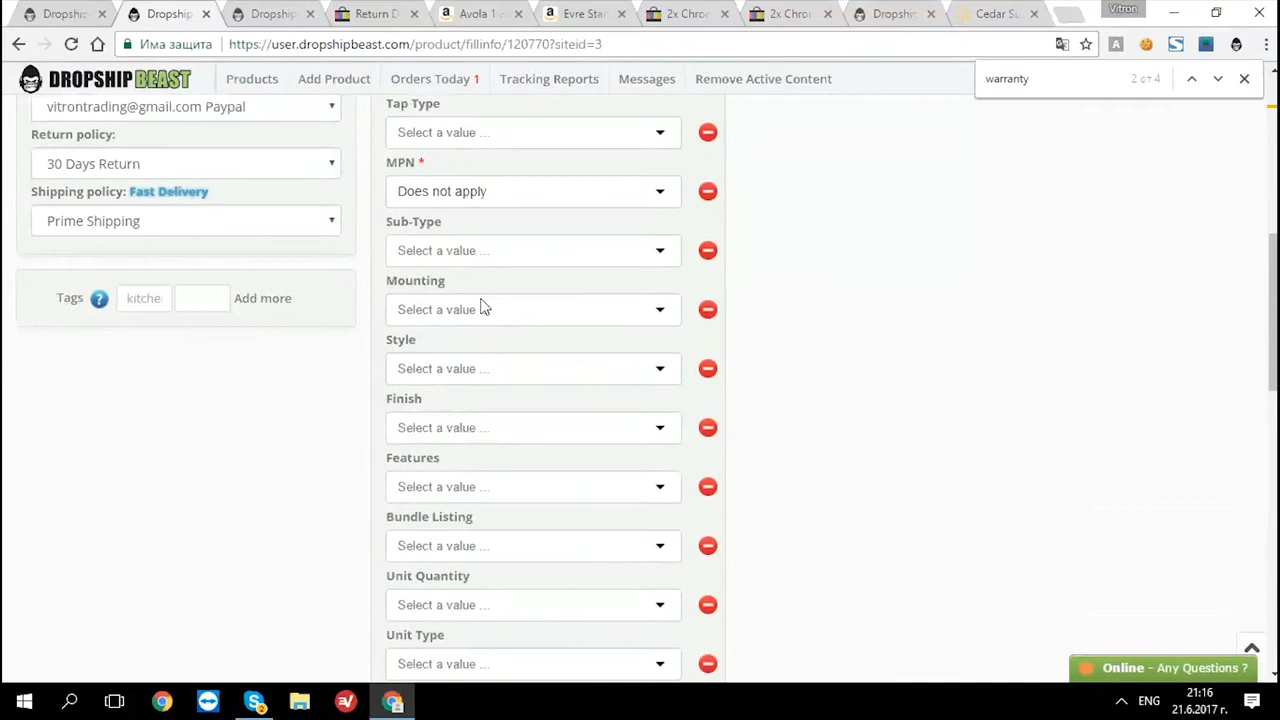 Dropshi
Dropship
Dropship
Return D
Avola 1
Evre Sta
2x Chro
2x Chro
Dropship
Cedar Su
Vitron
Има защита
https://user.dropshipbeast.com/product/fillinfo/120770?siteid=3
DROPSHIPBEAST
Products
Add Product
Orders Today 1
Tracking Reports
Messages
Remove Active Content
warranty
2 от 4
vitrontrading@gmail.com Paypal
Return policy:
30 Days Return
Shipping policy: Fast Delivery
Prime Shipping
Tags ? kitche Add more
Tap Type
Select a value ...
MPN *
Does not apply
Sub-Type
Select a value ...
Mounting
Select a value
Style
Select a value ...
Finish
Select a value ...
Features
Select a value ...
Bundle Listing
Select a value ...
Unit Quantity
Select a value ...
Unit Type
Select a value ...
Online - Any Questions ?
ENG
21:16
21.6.2017 г.